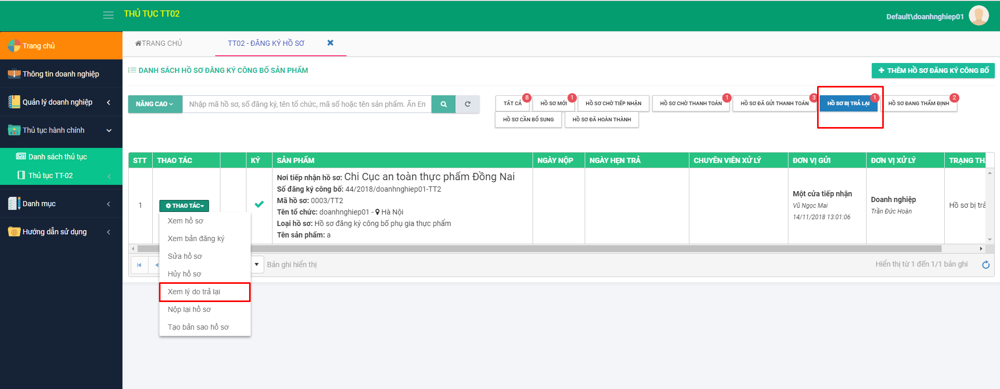 THỦ TỤC TT02
Default\doanhnghiep01
Trang chủ
Thông tin doanh nghiệp
Quản lý doanh nghiệp
Thủ tục hành chính
Danh sách thủ tục
Thủ tục TT-02
Danh mục
Hướng dẫn sử dụng
TRANG CHỦ
TT02 - ĐĂNG KÝ HỒ SƠ
DANH SÁCH HỒ SƠ ĐĂNG KÝ CÔNG BỐ SẢN PHẨM
THÊM HỒ SƠ ĐĂNG KÝ CÔNG BỐ
NÂNG CAO
Nhập mã hồ sơ, số đăng ký, tên tổ chức, mã số hoặc tên sản phẩm. Ấn En
TẤT CẢ 8
HỒ SƠ MỚI 1
HỒ SƠ CHỜ TIẾP NHẬN
HỒ SƠ CHỜ THANH TOÁN 1
HỒ SƠ ĐÃ GỬI THANH TOÁN 3
HỒ SƠ BỊ TRẢ LẠI 1
HỒ SƠ ĐANG THẨM ĐỊNH 2
HỒ SƠ CẦN BỔ SUNG
HỒ SƠ ĐÃ HOÀN THÀNH
STT THAO TÁC KÝ SẢN PHẨM NGÀY NỘP NGÀY HẸN TRẢ CHUYÊN VIÊN XỬ LÝ ĐƠN VỊ GỬI ĐƠN VỊ XỬ LÝ TRẠNG TH
1
THAO TÁC
Nơi tiếp nhận hồ sơ: Chi Cục an toàn thực phẩm Đồng Nai
Số đăng ký công bố: 44/2018/doanhnghiep01-TT2
Mã hồ sơ: 0003/TT2
Tên tổ chức: doanhnghiep01 - Hà Nội
Loại hồ sơ: Hồ sơ đăng ký công bố phụ gia thực phẩm
Tên sản phẩm: a
Một cửa tiếp nhận
Vũ Ngọc Mai
14/11/2018 13:01:06
Doanh nghiệp
Trần Đức Hoàn
Hồ sơ bị trả
Xem hồ sơ
Xem bản đăng ký
Sửa hồ sơ
Hủy hồ sơ
Xem lý do trả lại
Nộp lại hồ sơ
Tạo bản sao hồ sơ
Bản ghi hiển thị
Hiển thị từ 1 đến 1/1 bản ghi